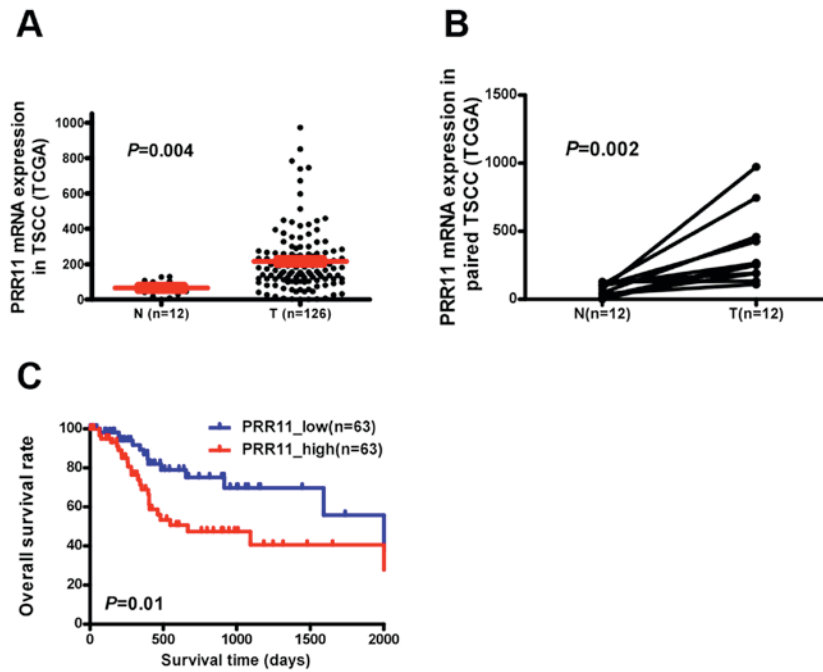 A
PRR11 mRNA expression
in TSCC (TCGA)
1000
800
600
400
200
0
P=0.004
N (n=12)
T (n=126)
B
PRR11 mRNA expression in
paired TSCC (TCGA)
1500
1000
500
0
P=0.002
N(n=12)
T(n=12)
C
Overall survival rate
100
80
60
40
20
0
PRR11_low(n=63)
PRR11_high(n=63)
P=0.01
0
500
1000
1500
2000
Survival time (days)